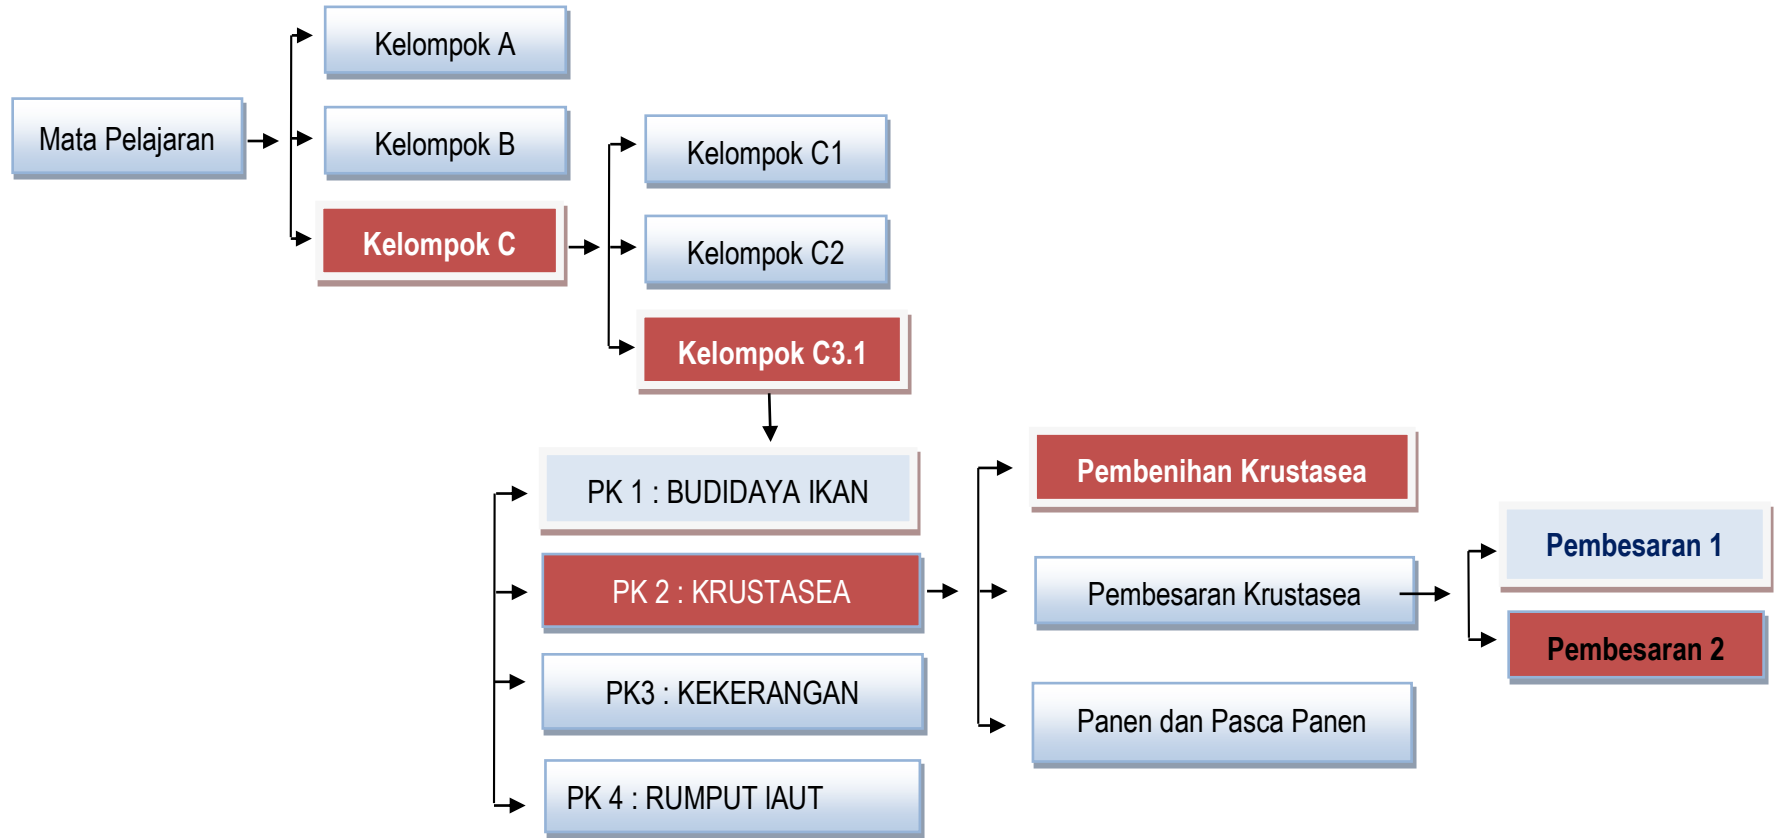 Kelompok A
Mata Pelajaran
Kelompok B
Kelompok C1
Kelompok C
Kelompok C2
Kelompok C3.1
PK 1 : BUDIDAYA IKAN
Pembenihan Krustasea
Pembesaran 1
PK 2 : KRUSTASEA
Pembesaran Krustasea
Pembesaran 2
PK3 : KEKERANGAN
Panen dan Pasca Panen
PK 4 : RUMPUT IAUT